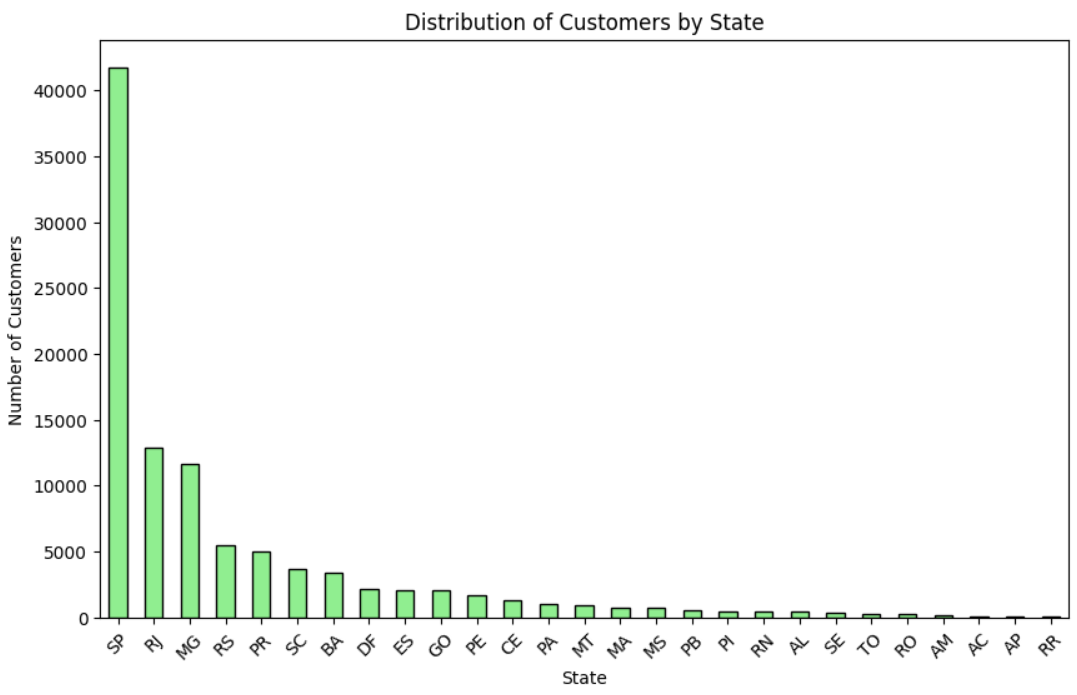 Distribution of Customers by State
Number of Customers
40000
35000
30000
25000
20000
15000
10000
5000
0
SP RJ MG RS PR SC BA DF ES GO PE CE PA MT MA MS PB PI RN AL SE TO RO AM AC AP RR
State